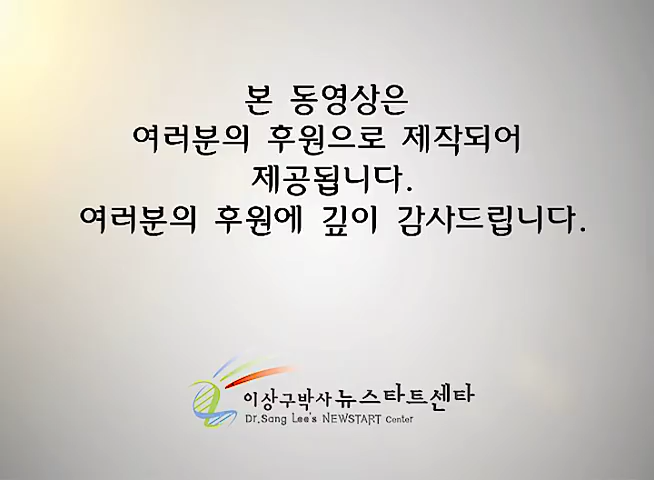 본 동영상은
여러분의 후원으로 제작되어
제공됩니다.
여러분의 후원에 깊이 감사드립니다.
이상구박사 뉴스타트센타
Dr.Sang Lee's NEWSTART Center